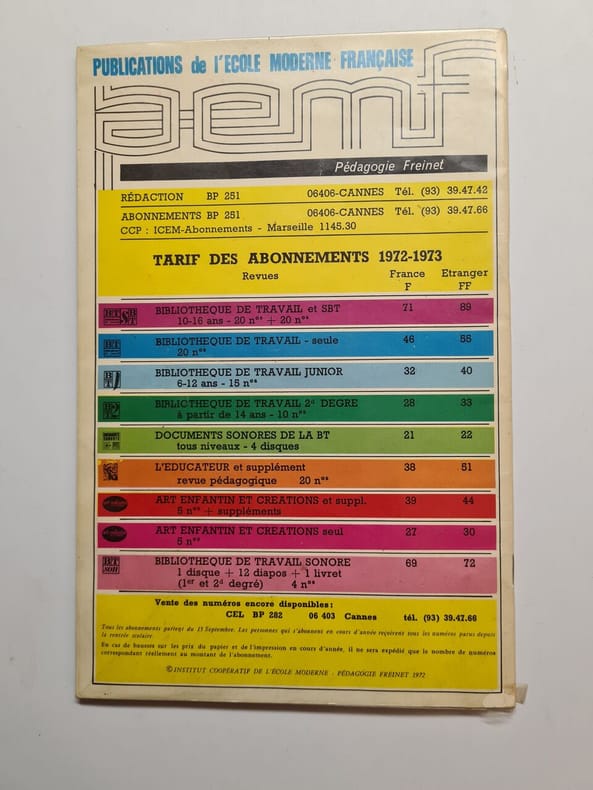 PUBLICATIONS de L'ECOLE MODERNE FRANÇAISE
pemf
Pédagogie Freinet
RÉDACTION BP 251 06406-CANNES Tél. (93) 39.47.42
ABONNEMENTS BP 251 06406-CANNES Tél. (93) 39.47.66
CCP : ICEM-Abonnements - Marseille 1145.30
TARIF DES ABONNEMENTS 1972-1973
Revues France Etranger
F FF
BIBLIOTHEQUE DE TRAVAIL et SBT 71 89
10-16 ans - 20 nos + 20 nos
BIBLIOTHEQUE DE TRAVAIL - seule 46 55
20 nos
BIBLIOTHEQUE DE TRAVAIL JUNIOR 32 40
6-12 ans - 15 nos
BIBLIOTHEQUE DE TRAVAIL 2d DEGRE 28 33
à partir de 14 ans - 10 nos
DOCUMENTS SONORES DE LA BT 21 22
tous niveaux - 4 disques
L'EDUCATEUR et supplément 38 51
revue pédagogique 20 nos
ART ENFANTIN ET CREATIONS et suppl. 39 44
5 nos + suppléments
ART ENFANTIN ET CREATIONS seul 27 30
5 nos
BIBLIOTHEQUE DE TRAVAIL SONORE 69 72
1 disque + 12 diapos + 1 livret
(1er et 2d degré) 4 nos
Vente des numéros encore disponibles :
CEL BP 282 06 403 Cannes tél. (93) 39.47.66
Tous les abonnements partent du 15 Septembre. Les personnes qui s'abonnent en cours d'année reçoivent tous les numéros parus depuis
la rentrée scolaire.
En cas de hausses sur les prix du papier et de l'impression en cours d'année, il ne sera expédié que le nombre de numéros
correspondant réellement au montant de l'abonnement.
© INSTITUT COOPÉRATIF DE L'ÉCOLE MODERNE - PÉDAGOGIE FREINET 1972